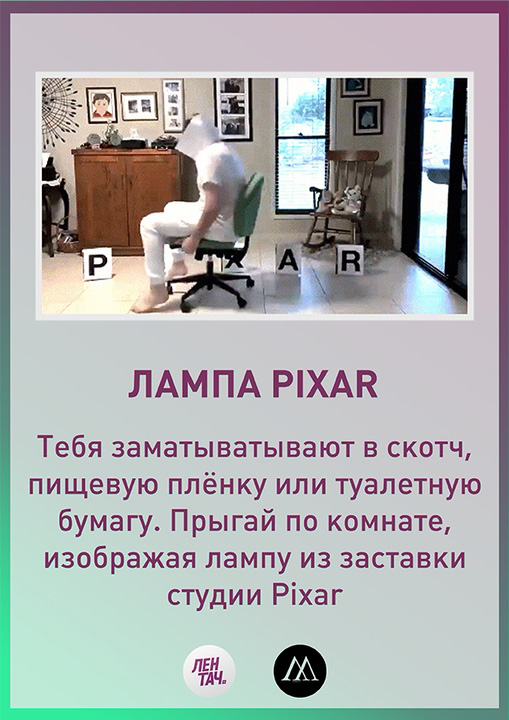 P X A R
ЛАМПА PIXAR
Тебя заматыватывают в скотч,
пищевую плёнку или туалетную
бумагу. Прыгай по комнате,
изображая лампу из заставки
студии Pixar
ЛЕН
ТАЧ.